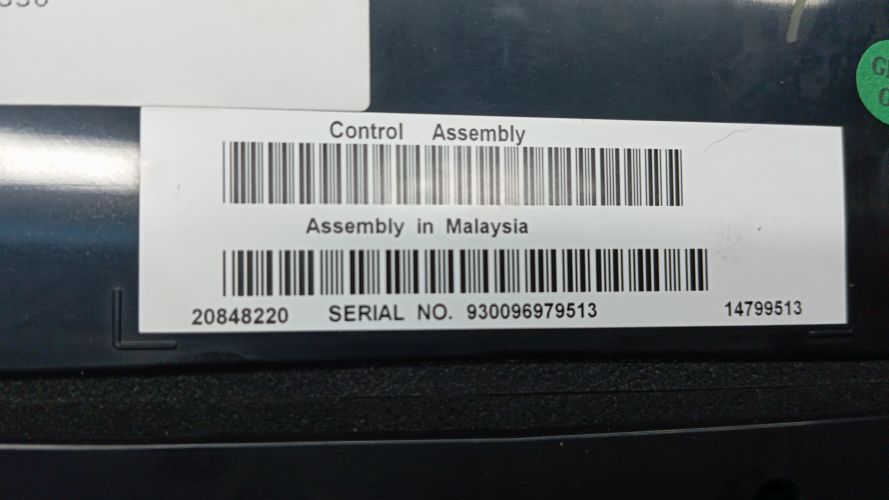 Control Assembly
Assembly in Malaysia
20848220 SERIAL NO. 930096979513 14799513